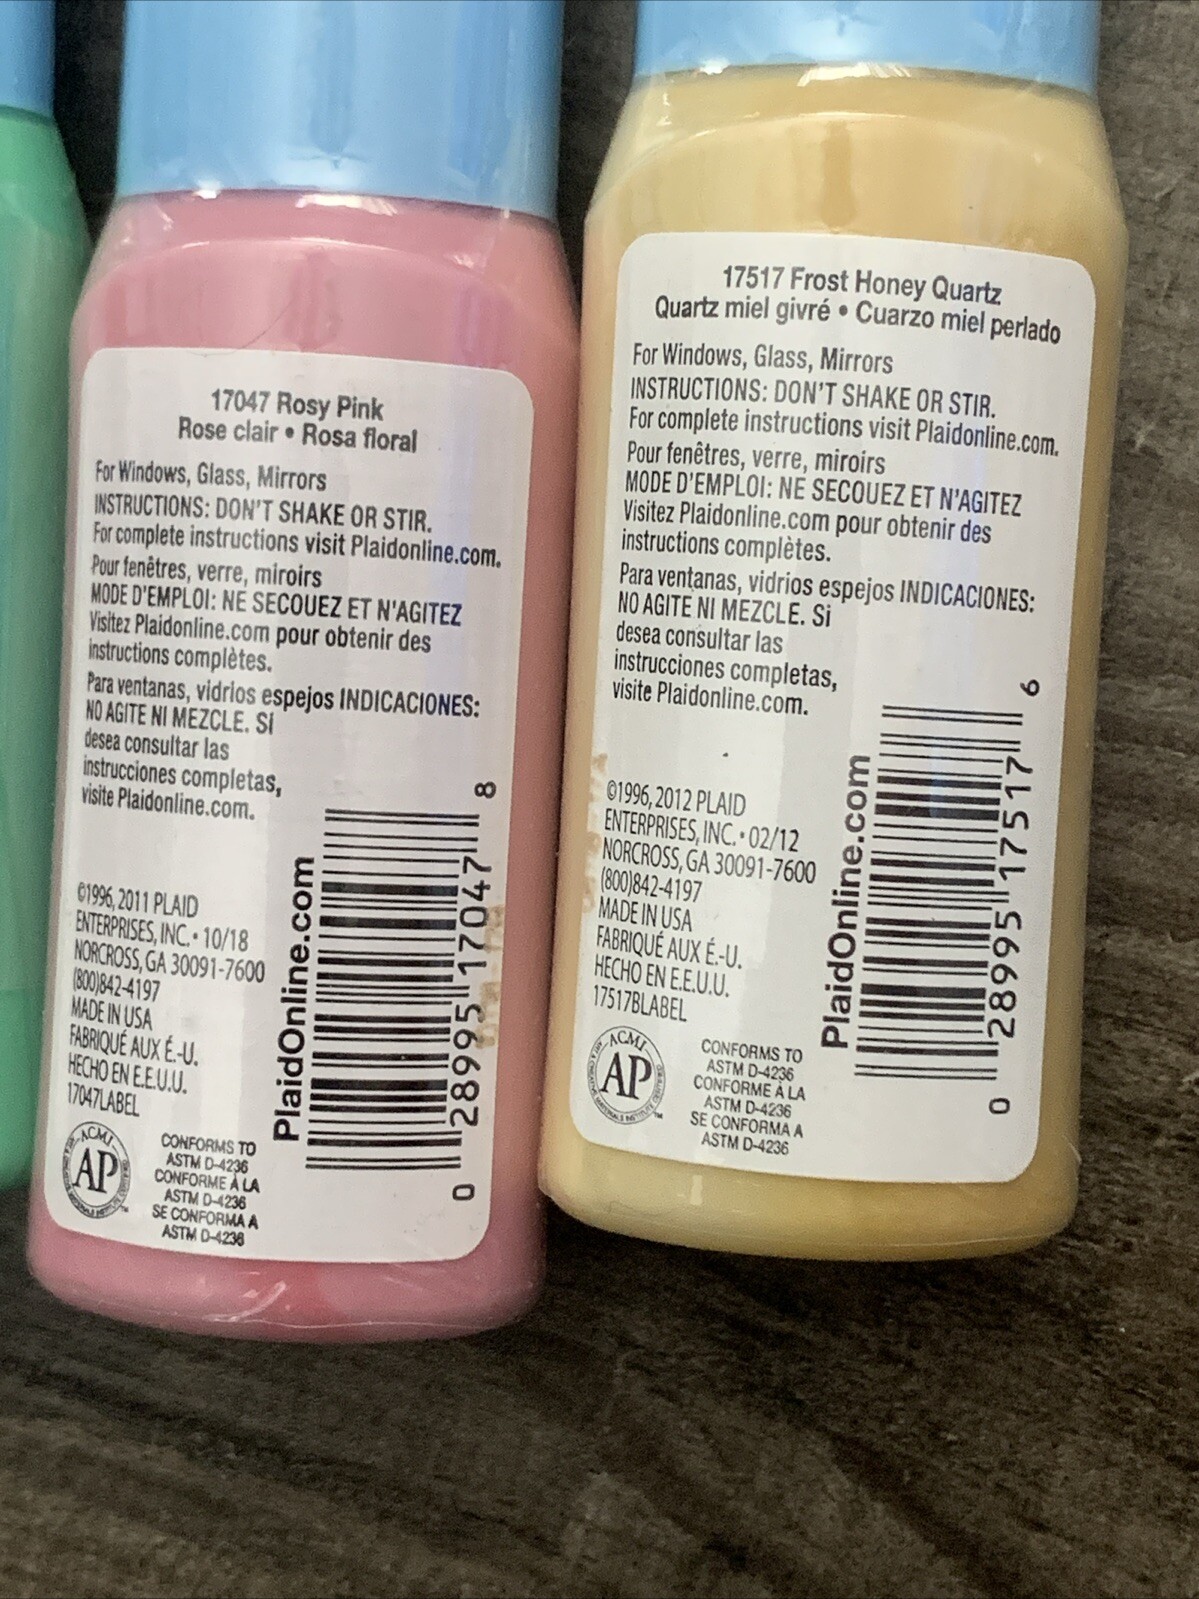 17047 Rosy Pink
Rose clair • Rosa floral
For Windows, Glass, Mirrors
INSTRUCTIONS: DON'T SHAKE OR STIR.
For complete instructions visit Plaidonline.com.
Pour fenêtres, verre, miroirs
MODE D'EMPLOI: NE SECOUEZ ET N'AGITEZ
Visitez Plaidonline.com pour obtenir des
instructions complètes.
Para ventanas, vidrios espejos INDICACIONES:
NO AGITE NI MEZCLE. Si
desea consultar las
instrucciones completas,
visite Plaidonline.com.
©1996, 2011 PLAID
ENTERPRISES, INC. • 10/18
NORCROSS, GA 30091-7600
(800)842-4197
MADE IN USA
FABRIQUÉ AUX É.-U.
HECHO EN E.E.U.U.
17047LABEL
ACMI
AP
CONFORMS TO
ASTM D-4236
CONFORME À LA
ASTM D-4236
SE CONFORMA A
ASTM D-4236
PlaidOnline.com
0 28995 17047 8
17517 Frost Honey Quartz
Quartz miel givré • Cuarzo miel perlado
For Windows, Glass, Mirrors
INSTRUCTIONS: DON'T SHAKE OR STIR.
For complete instructions visit Plaidonline.com.
Pour fenêtres, verre, miroirs
MODE D'EMPLOI: NE SECOUEZ ET N'AGITEZ
Visitez Plaidonline.com pour obtenir des
instructions complètes.
Para ventanas, vidrios espejos INDICACIONES:
NO AGITE NI MEZCLE. Si
desea consultar las
instrucciones completas,
visite Plaidonline.com.
©1996, 2012 PLAID
ENTERPRISES, INC. • 02/12
NORCROSS, GA 30091-7600
(800)842-4197
MADE IN USA
FABRIQUÉ AUX É.-U.
HECHO EN E.E.U.U.
17517BLABEL
ACMI
AP
CONFORMS TO
ASTM D-4236
CONFORME À LA
ASTM D-4236
SE CONFORMA A
ASTM D-4236
PlaidOnline.com
0 28995 17517 6